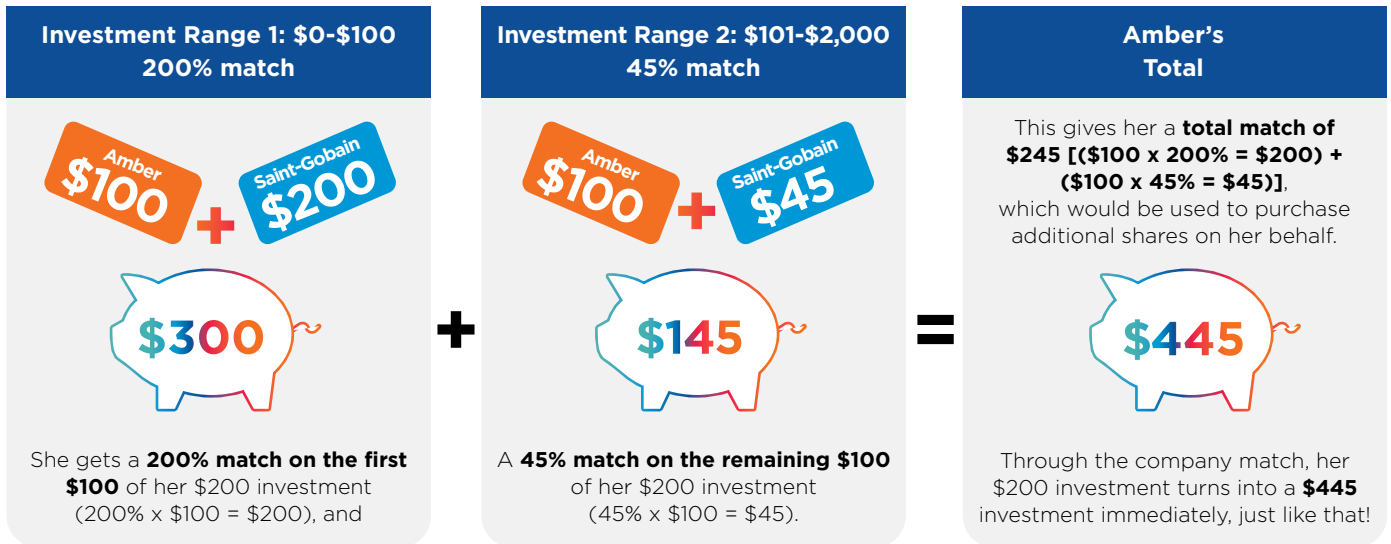 Investment Range 1: $0-$100
200% match
Amber
$100
+
Saint-Gobain
$200
$300
She gets a 200% match on the first
$100 of her $200 investment
(200% x $100 = $200), and
+
Investment Range 2: $101-$2,000
45% match
Amber
$100
+
Saint-Gobain
$45
$145
A 45% match on the remaining $100
of her $200 investment
(45% x $100 = $45).
=
Amber’s
Total
This gives her a total match of
$245 [($100 x 200% = $200) +
($100 x 45% = $45)],
which would be used to purchase
additional shares on her behalf.
$445
Through the company match, her
$200 investment turns into a $445
investment immediately, just like that!